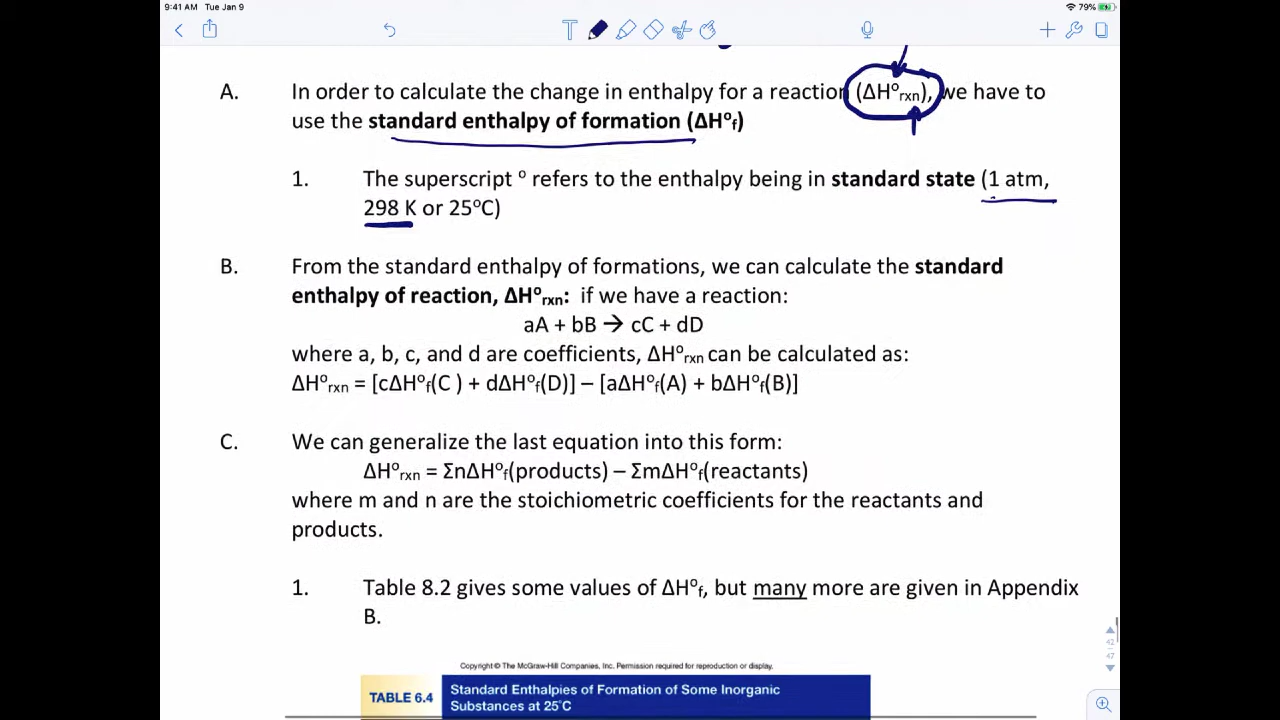 9:41 AM Tue Jan 9
79%
A. In order to calculate the change in enthalpy for a reaction (ΔH°rxn), we have to
use the standard enthalpy of formation (ΔH°f)
1. The superscript ° refers to the enthalpy being in standard state (1 atm,
298 K or 25°C)
B. From the standard enthalpy of formations, we can calculate the standard
enthalpy of reaction, ΔH°rxn: if we have a reaction:
aA + bB → cC + dD
where a, b, c, and d are coefficients, ΔH°rxn can be calculated as:
ΔH°rxn = [cΔH°f(C ) + dΔH°f(D)] – [aΔH°f(A) + bΔH°f(B)]
C. We can generalize the last equation into this form:
ΔH°rxn = ΣnΔH°f(products) – ΣmΔH°f(reactants)
where m and n are the stoichiometric coefficients for the reactants and
products.
1. Table 8.2 gives some values of ΔH°f, but many more are given in Appendix
B.
42
47
Copyright © The McGraw-Hill Companies, Inc. Permission required for reproduction or display.
TABLE 6.4 Standard Enthalpies of Formation of Some Inorganic
Substances at 25°C